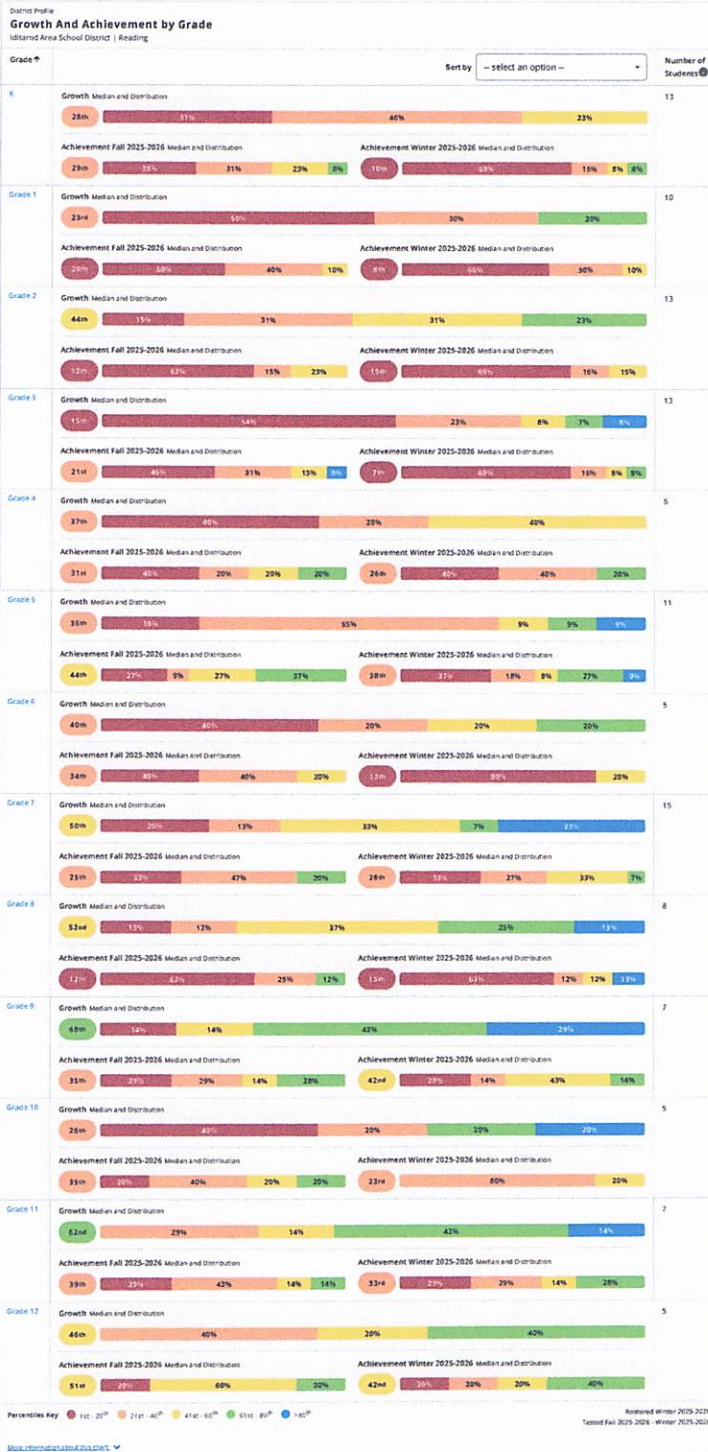 District Profile
Growth And Achievement by Grade
Iditarod Area School District | Reading
Grade ↑
Sort by -- select an option --
Number of Students
K
Growth Median and Distribution
13
28th 31% 46% 23%
Achievement Fall 2025-2026 Median and Distribution Achievement Winter 2025-2026 Median and Distribution
29th 31% 23% 8% 10th 69% 15% 8% 8%
Grade 1
Growth Median and Distribution
10
23rd 50% 30% 20%
Achievement Fall 2025-2026 Median and Distribution Achievement Winter 2025-2026 Median and Distribution
20th 50% 40% 10% 8th 60% 30% 10%
Grade 2
Growth Median and Distribution
13
44th 15% 31% 31% 23%
Achievement Fall 2025-2026 Median and Distribution Achievement Winter 2025-2026 Median and Distribution
12th 62% 15% 23% 15th 69% 16% 15%
Grade 3
Growth Median and Distribution
13
15th 54% 23% 8% 7% 8%
Achievement Fall 2025-2026 Median and Distribution Achievement Winter 2025-2026 Median and Distribution
21st 46% 31% 15% 8% 7th 69% 16% 8%
Grade 4
Growth Median and Distribution
5
37th 40% 20% 40%
Achievement Fall 2025-2026 Median and Distribution Achievement Winter 2025-2026 Median and Distribution
31st 40% 20% 20% 20% 26th 40% 40% 20%
Grade 5
Growth Median and Distribution
11
35th 18% 55% 9% 9% 9%
Achievement Fall 2025-2026 Median and Distribution Achievement Winter 2025-2026 Median and Distribution
44th 27% 9% 27% 37% 38th 37% 18% 9% 27% 9%
Grade 6
Growth Median and Distribution
5
40th 40% 20% 20% 20%
Achievement Fall 2025-2026 Median and Distribution Achievement Winter 2025-2026 Median and Distribution
34th 40% 40% 20% 13th 80% 20%
Grade 7
Growth Median and Distribution
15
50th 20% 13% 33% 7% 27%
Achievement Fall 2025-2026 Median and Distribution Achievement Winter 2025-2026 Median and Distribution
25th 33% 47% 20% 28th 33% 27% 33% 7%
Grade 8
Growth Median and Distribution
8
52nd 13% 12% 37% 25% 13%
Achievement Fall 2025-2026 Median and Distribution Achievement Winter 2025-2026 Median and Distribution
12th 63% 25% 12% 15th 63% 12% 12% 13%
Grade 9
Growth Median and Distribution
7
68th 14% 14% 43% 29%
Achievement Fall 2025-2026 Median and Distribution Achievement Winter 2025-2026 Median and Distribution
35th 29% 29% 14% 28% 42nd 29% 14% 43% 14%
Grade 10
Growth Median and Distribution
5
26th 40% 20% 20% 20%
Achievement Fall 2025-2026 Median and Distribution Achievement Winter 2025-2026 Median and Distribution
35th 20% 40% 20% 20% 23rd 80% 20%
Grade 11
Growth Median and Distribution
7
62nd 29% 14% 43% 14%
Achievement Fall 2025-2026 Median and Distribution Achievement Winter 2025-2026 Median and Distribution
39th 29% 43% 14% 14% 33rd 29% 29% 14% 28%
Grade 12
Growth Median and Distribution
5
46th 40% 20% 40%
Achievement Fall 2025-2026 Median and Distribution Achievement Winter 2025-2026 Median and Distribution
51st 20% 60% 20% 42nd 20% 20% 20% 40%
Percentiles Key 1st - 20th 21st - 40th 41st - 60th 61st - 80th >80th
Rostered Winter 2025-2026
Tested Fall 2025-2026 - Winter 2025-2026
More information about this chart